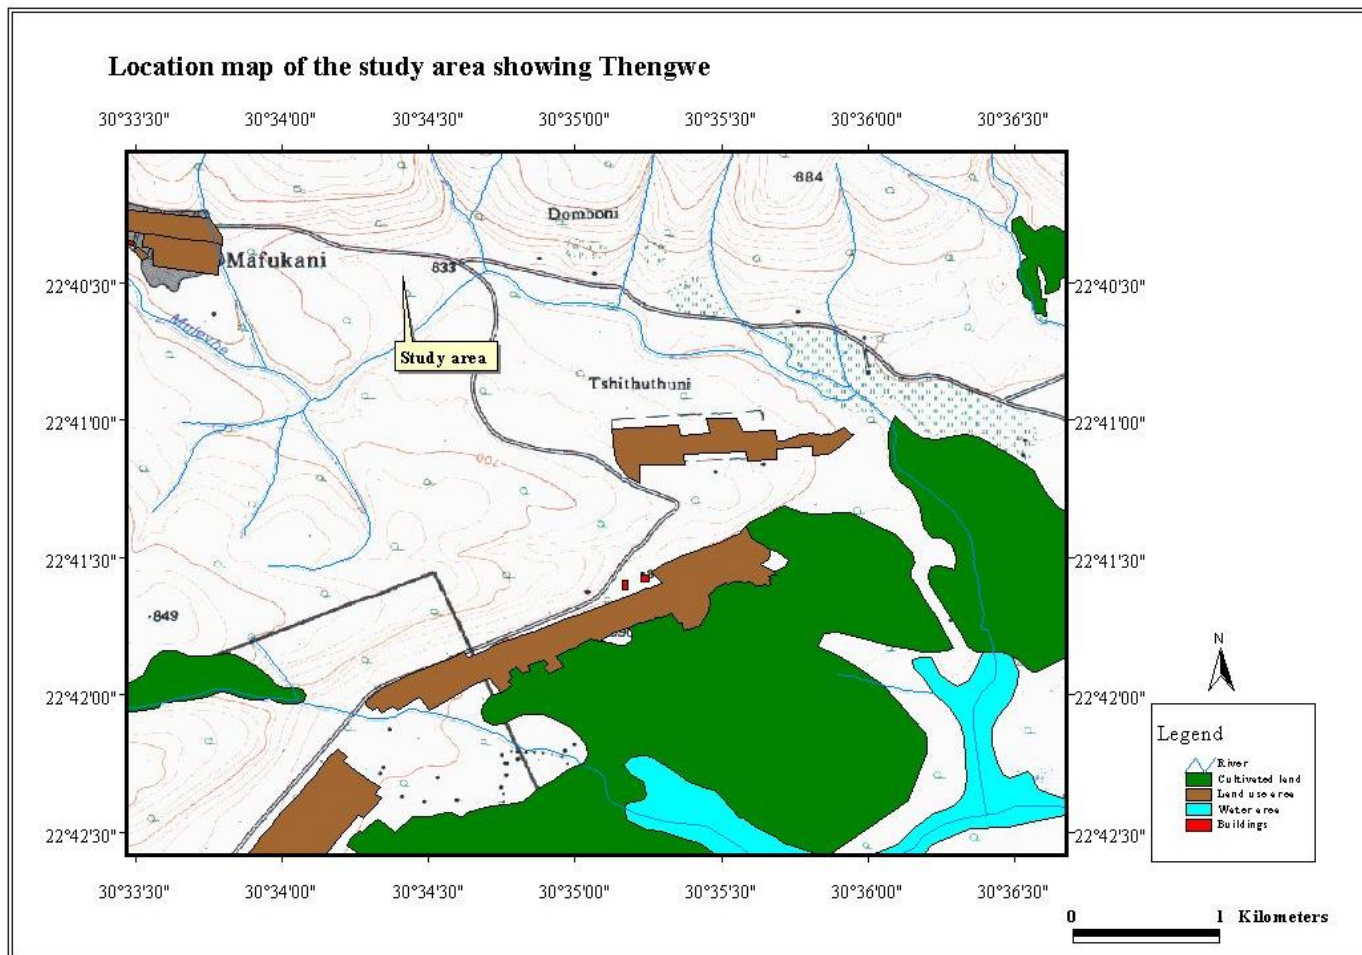 Location map of the study area showing Thengwe
30°33'30" 30°34'00" 30°34'30" 30°35'00" 30°35'30" 30°36'00" 30°36'30"
884
Domboni
Mafukani
833
22°40'30" 22°40'30"
Study area
Tshithuthuni
22°41'00" 22°41'00"
700
22°41'30" 22°41'30"
849
22°42'00" 22°42'00"
N
Legend
River
Cultivated land
Land use area
Water area
Buildings
22°42'30" 22°42'30"
30°33'30" 30°34'00" 30°34'30" 30°35'00" 30°35'30" 30°36'00" 30°36'30"
0 1 Kilometers